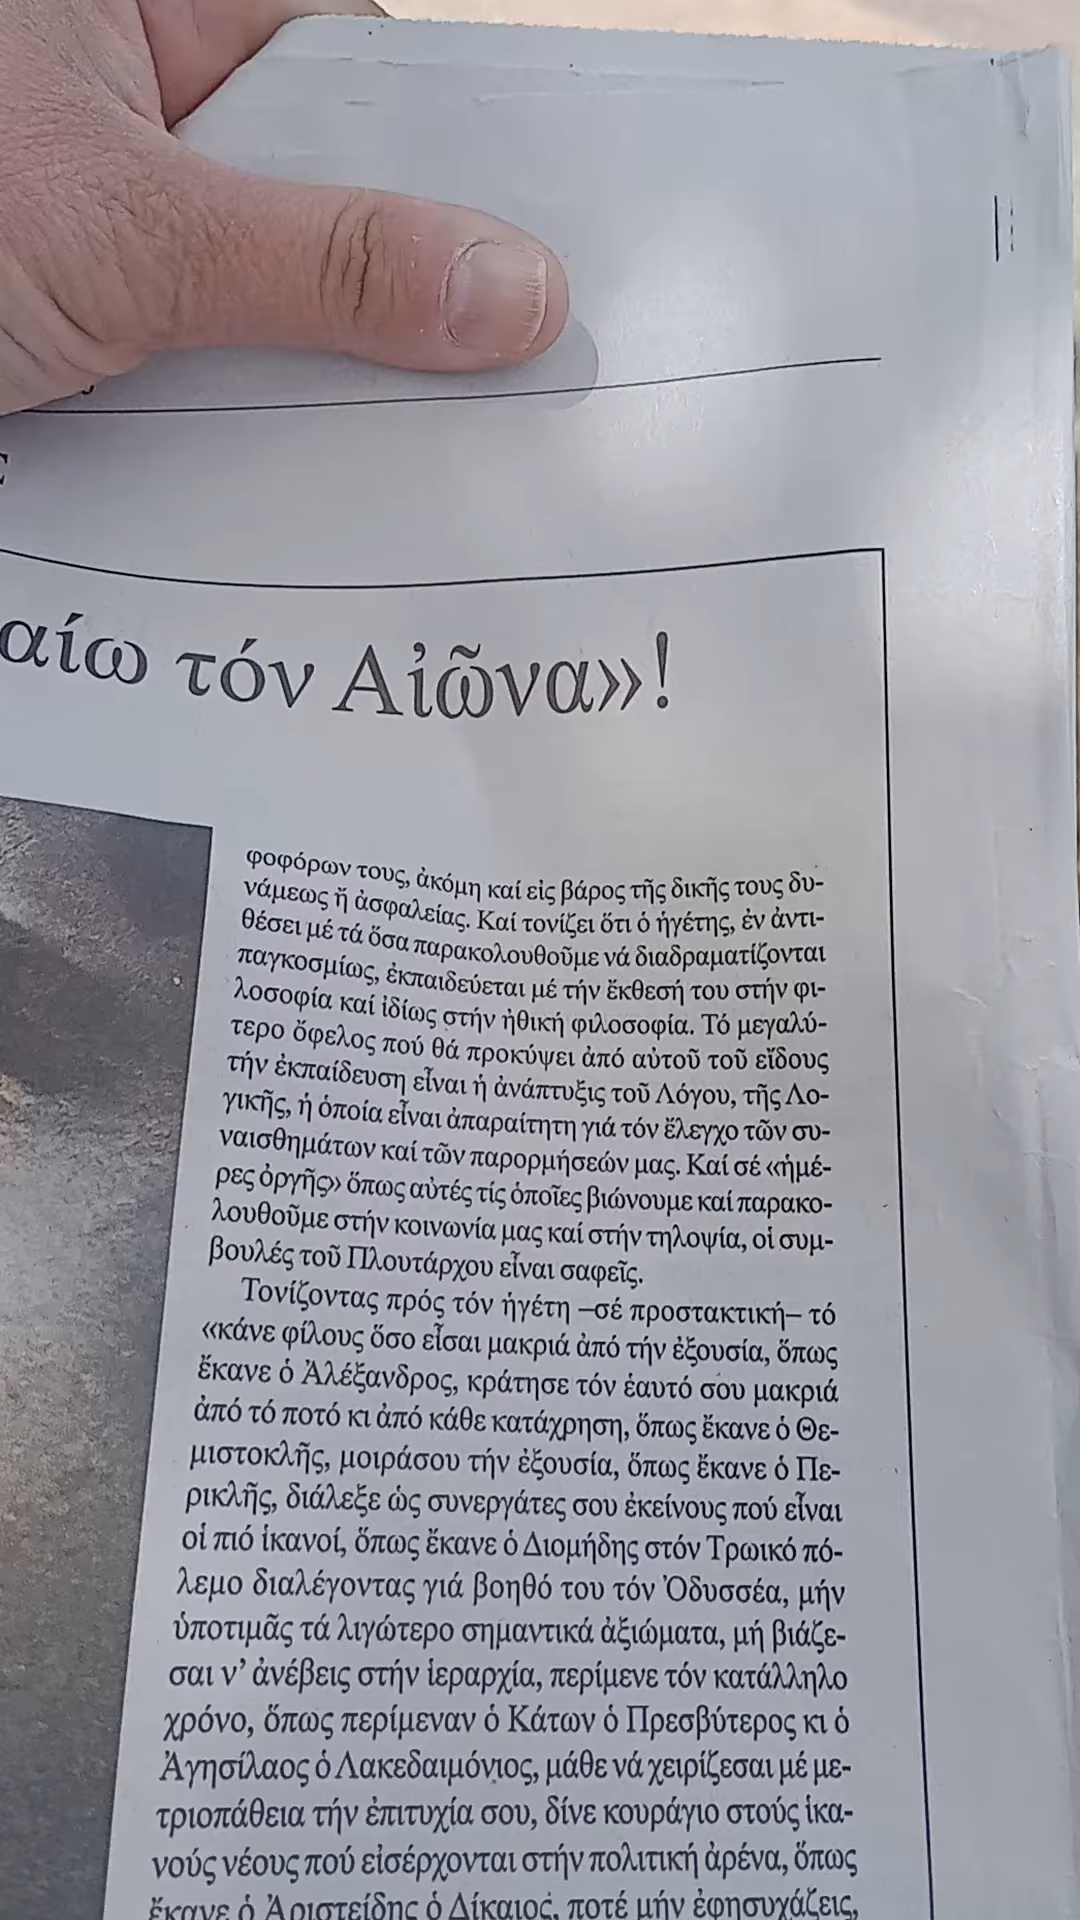 αίω τόν Αἰῶνα»!
φοφόρων τους, ἀκόμη καί εἰς βάρος τῆς δικῆς τους δυ-
νάμεως ἤ ἀσφαλείας. Καί τονίζει ὅτι ὁ ἡγέτης, ἐν ἀντι-
θέσει μέ τά ὅσα παρακολουθοῦμε νά διαδραματίζονται
παγκοσμίως, ἐκπαιδεύεται μέ τήν ἔκθεσή του στήν φι-
λοσοφία καί ἰδίως στήν ἠθική φιλοσοφία. Τό μεγαλύ-
τερο ὄφελος πού θά προκύψει ἀπό αὐτοῦ τοῦ εἴδους
τήν ἐκπαίδευση εἶναι ἡ ἀνάπτυξις τοῦ Λόγου, τῆς Λο-
γικῆς, ἡ ὁποία εἶναι ἀπαραίτητη γιά τόν ἔλεγχο τῶν συ-
ναισθημάτων καί τῶν παρορμήσεών μας. Καί σέ «ἡμέ-
ρες ὀργῆς» ὅπως αὐτές τίς ὁποῖες βιώνουμε καί παρακο-
λουθοῦμε στήν κοινωνία μας καί στήν τηλοψία, οἱ συμ-
βουλές τοῦ Πλουτάρχου εἶναι σαφεῖς.
Τονίζοντας πρός τόν ἡγέτη –σέ προστακτική– τό
«κάνε φίλους ὅσο εἶσαι μακριά ἀπό τήν ἐξουσία, ὅπως
ἔκανε ὁ Ἀλέξανδρος, κράτησε τόν ἑαυτό σου μακριά
ἀπό τό ποτό κι ἀπό κάθε κατάχρηση, ὅπως ἔκανε ὁ Θε-
μιστοκλῆς, μοιράσου τήν ἐξουσία, ὅπως ἔκανε ὁ Πε-
ρικλῆς, διάλεξε ὡς συνεργάτες σου ἐκείνους πού εἶναι
οἱ πιό ἱκανοί, ὅπως ἔκανε ὁ Διομήδης στόν Τρωικό πό-
λεμο διαλέγοντας γιά βοηθό του τόν Ὀδυσσέα, μήν
ὑποτιμᾶς τά λιγώτερο σημαντικά ἀξιώματα, μή βιάζε-
σαι ν’ ἀνέβεις στήν ἱεραρχία, περίμενε τόν κατάλληλο
χρόνο, ὅπως περίμεναν ὁ Κάτων ὁ Πρεσβύτερος κι ὁ
Ἀγησίλαος ὁ Λακεδαιμόνιος, μάθε νά χειρίζεσαι μέ με-
τριοπάθεια τήν ἐπιτυχία σου, δίνε κουράγιο στούς ἱκα-
νούς νέους πού εἰσέρχονται στήν πολιτική ἀρένα, ὅπως
ἔκανε ὁ Ἀριστείδης ὁ Δίκαιος, ποτέ μήν ἐφησυχάζεις,